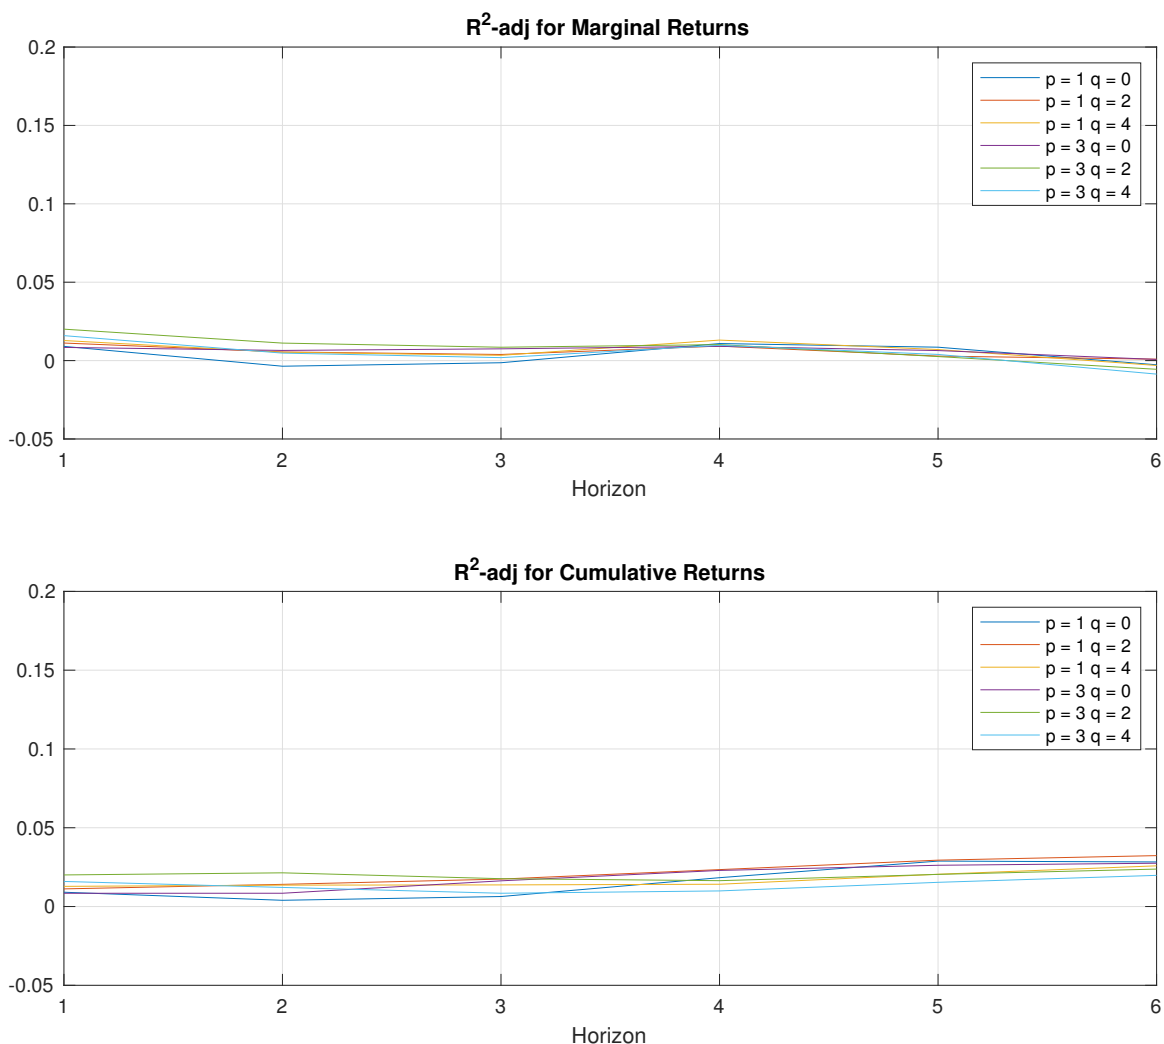 R²-adj for Marginal Returns
0.2
0.15
0.1
0.05
0
-0.05
p = 1 q = 0
p = 1 q = 2
p = 1 q = 4
p = 3 q = 0
p = 3 q = 2
p = 3 q = 4
1 2 3 4 5 6
Horizon
R²-adj for Cumulative Returns
0.2
0.15
0.1
0.05
0
-0.05
p = 1 q = 0
p = 1 q = 2
p = 1 q = 4
p = 3 q = 0
p = 3 q = 2
p = 3 q = 4
1 2 3 4 5 6
Horizon